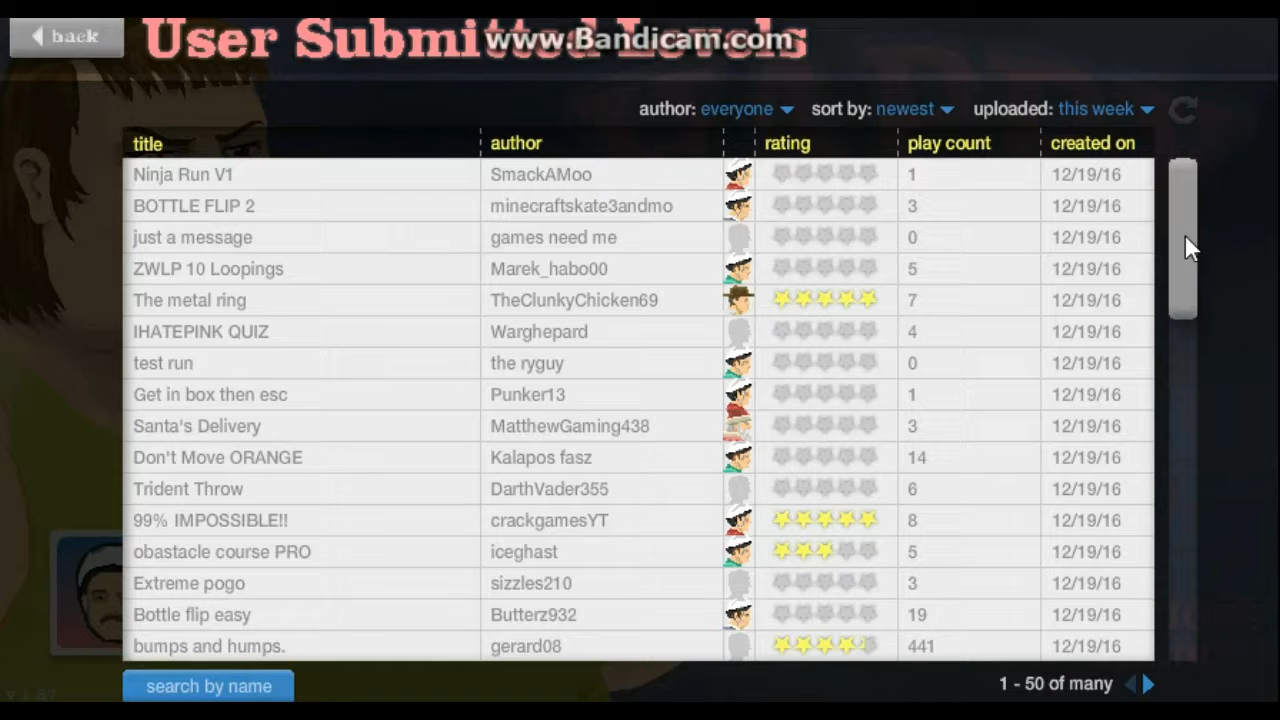 back
User Submitted Levels
www.Bandicam.com
author: everyone sort by: newest uploaded: this week
title author rating play count created on
Ninja Run V1 SmackAMoo 1 12/19/16
BOTTLE FLIP 2 minecraftskate3andmo 3 12/19/16
just a message games need me 0 12/19/16
ZWLP 10 Loopings Marek_habo00 5 12/19/16
The metal ring TheClunkyChicken69 7 12/19/16
IHATEPINK QUIZ Warghepard 4 12/19/16
test run the ryguy 0 12/19/16
Get in box then esc Punker13 1 12/19/16
Santa's Delivery MatthewGaming438 3 12/19/16
Don't Move ORANGE Kalapos fasz 14 12/19/16
Trident Throw DarthVader355 6 12/19/16
99% IMPOSSIBLE!! crackgamesYT 8 12/19/16
obastacle course PRO iceghast 5 12/19/16
Extreme pogo sizzles210 3 12/19/16
Bottle flip easy Butterz932 19 12/19/16
bumps and humps. gerard08 441 12/19/16
search by name 1 - 50 of many